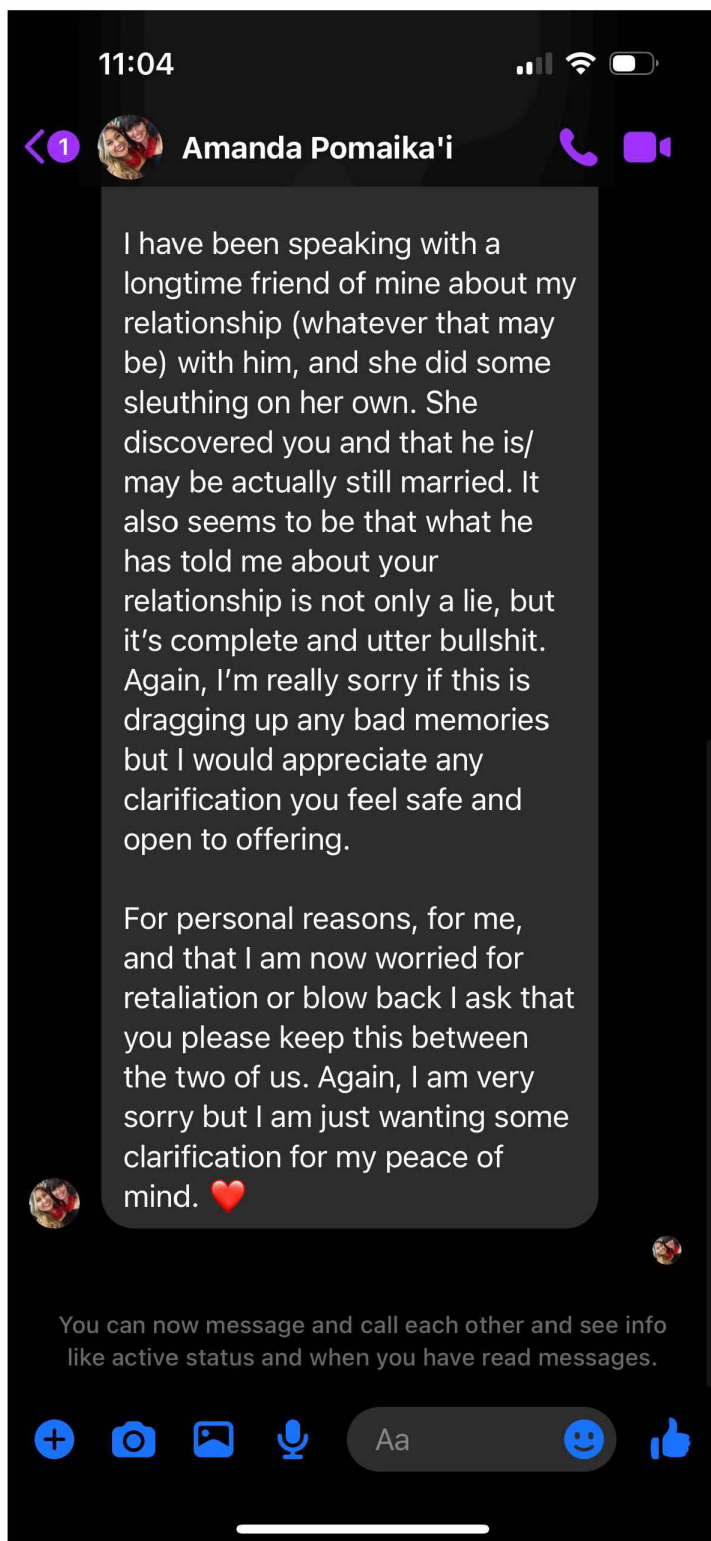 11:04
1
Amanda Pomaika'i
I have been speaking with a
longtime friend of mine about my
relationship (whatever that may
be) with him, and she did some
sleuthing on her own. She
discovered you and that he is/
may be actually still married. It
also seems to be that what he
has told me about your
relationship is not only a lie, but
it’s complete and utter bullshit.
Again, I’m really sorry if this is
dragging up any bad memories
but I would appreciate any
clarification you feel safe and
open to offering.
For personal reasons, for me,
and that I am now worried for
retaliation or blow back I ask that
you please keep this between
the two of us. Again, I am very
sorry but I am just wanting some
clarification for my peace of
mind. ❤️
You can now message and call each other and see info
like active status and when you have read messages.
Aa